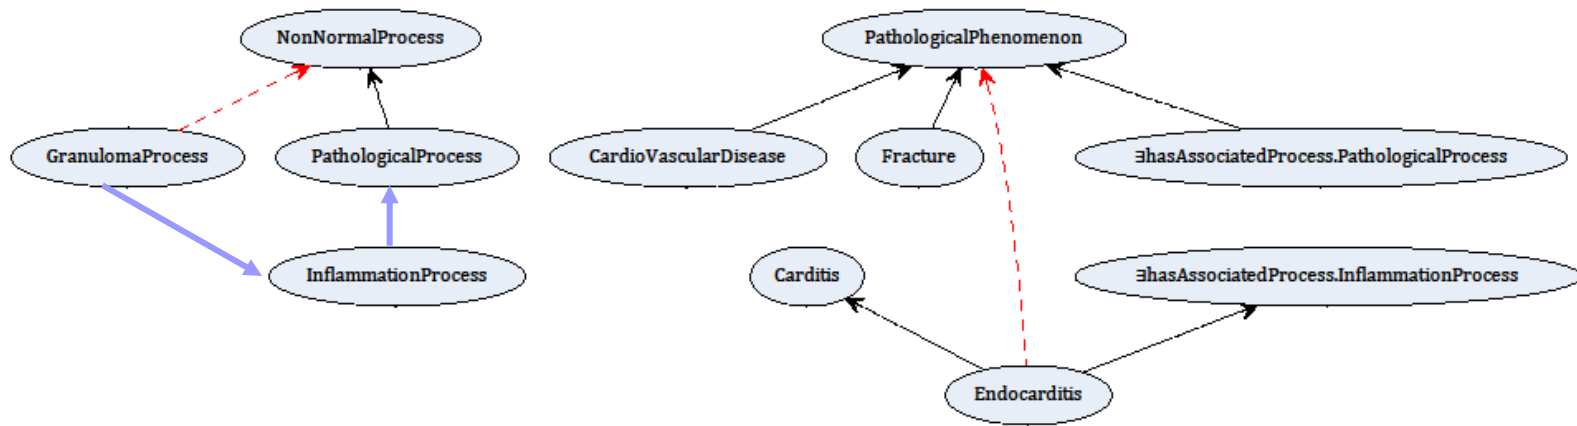 NonNormalProcess
PathologicalPhenomenon
GranulomaProcess
PathologicalProcess
CardioVascularDisease
Fracture
∃hasAssociatedProcess.PathologicalProcess
InflammationProcess
Carditis
∃hasAssociatedProcess.InflammationProcess
Endocarditis